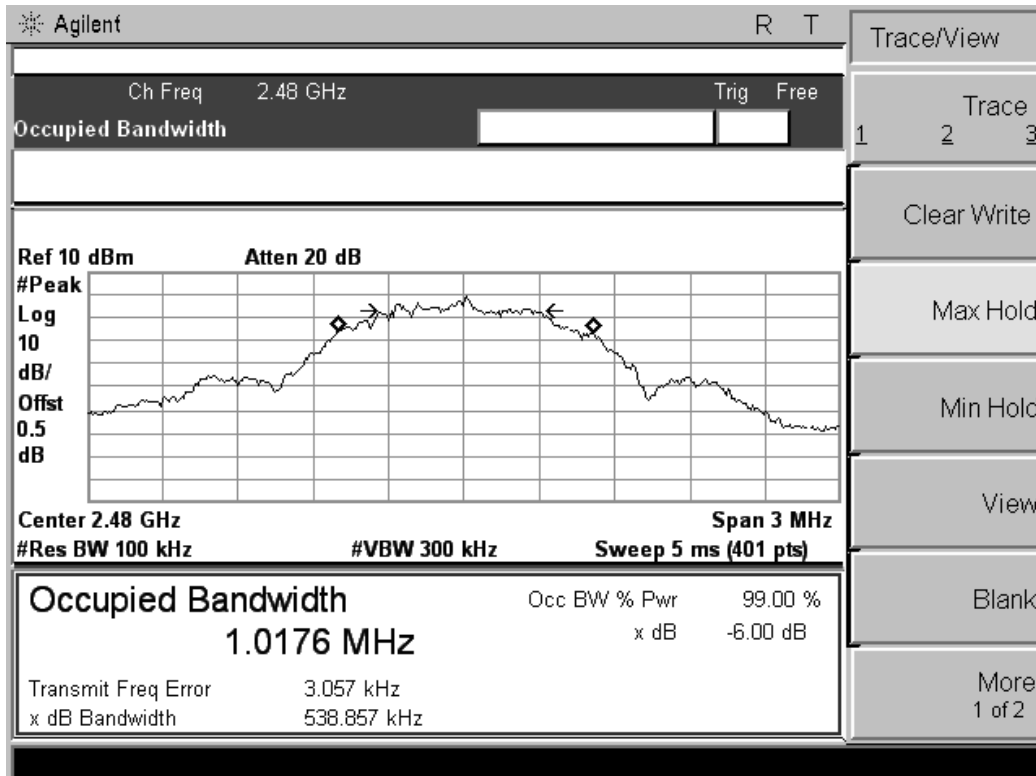 Agilent R T
Ch Freq 2.48 GHz Trig Free
Occupied Bandwidth
Ref 10 dBm Atten 20 dB
#Peak
Log
10
dB/
Offst
0.5
dB
Center 2.48 GHz Span 3 MHz
#Res BW 100 kHz #VBW 300 kHz Sweep 5 ms (401 pts)
Occupied Bandwidth
1.0176 MHz
Occ BW % Pwr 99.00 %
x dB -6.00 dB
Transmit Freq Error 3.057 kHz
x dB Bandwidth 538.857 kHz
Trace/View
Trace
1 2 3
Clear Write
Max Hold
Min Hold
View
Blank
More
1 of 2